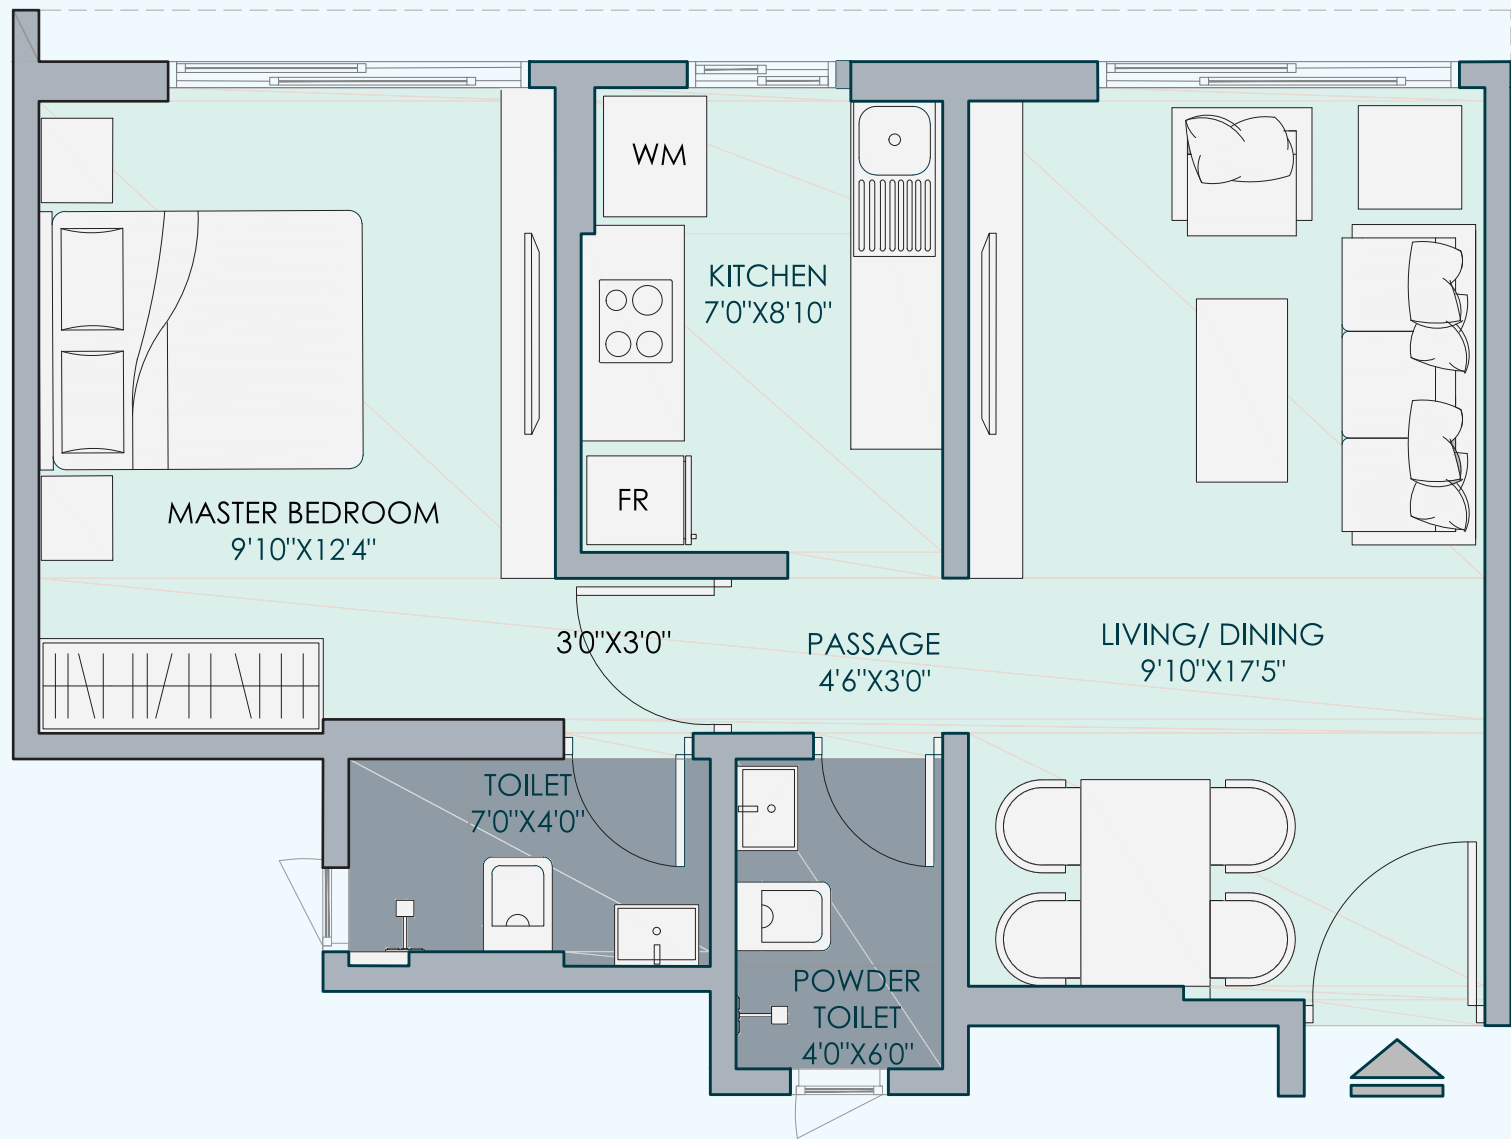 WM
KITCHEN
7'0"X8'10"
FR
MASTER BEDROOM
9'10"X12'4"
3'0"X3'0"
PASSAGE
4'6"X3'0"
LIVING/ DINING
9'10"X17'5"
TOILET
7'0"X4'0"
POWDER
TOILET
4'0"X6'0"